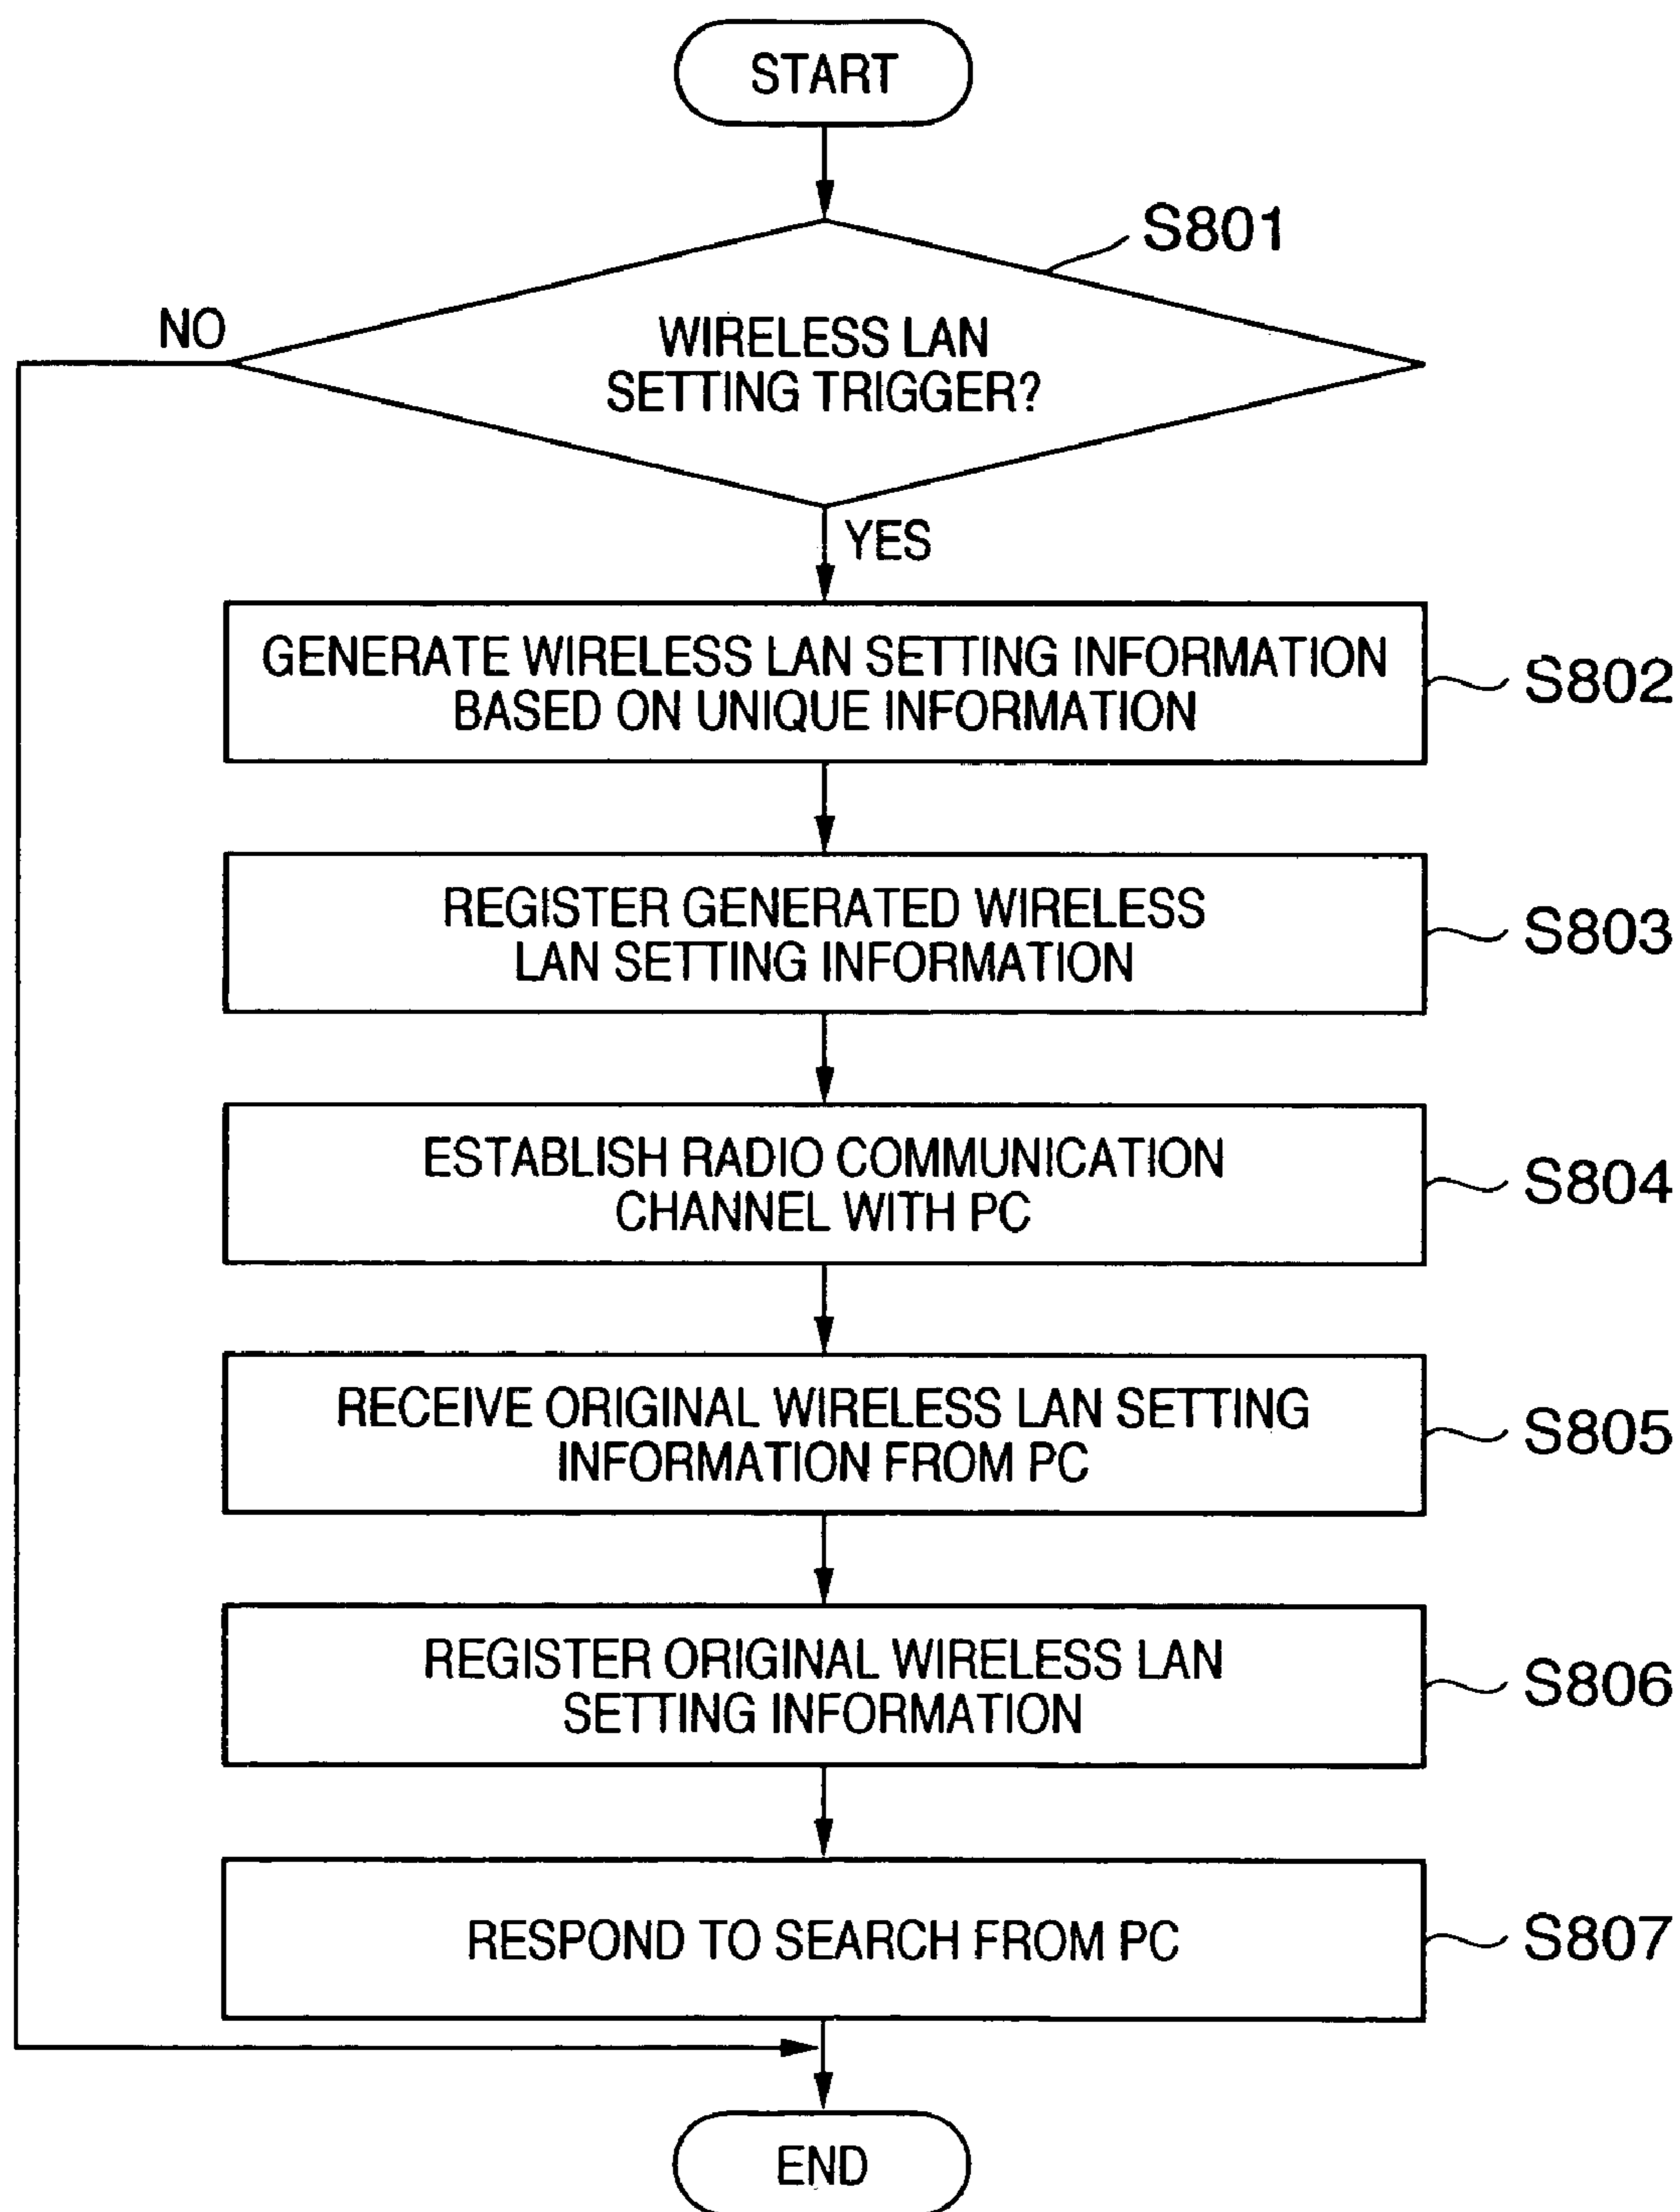 START
S801
NO
WIRELESS LAN
SETTING TRIGGER?
YES
GENERATE WIRELESS LAN SETTING INFORMATION
BASED ON UNIQUE INFORMATION
S802
REGISTER GENERATED WIRELESS
LAN SETTING INFORMATION
S803
ESTABLISH RADIO COMMUNICATION
CHANNEL WITH PC
S804
RECEIVE ORIGINAL WIRELESS LAN SETTING
INFORMATION FROM PC
S805
REGISTER ORIGINAL WIRELESS LAN
SETTING INFORMATION
S806
RESPOND TO SEARCH FROM PC
S807
END